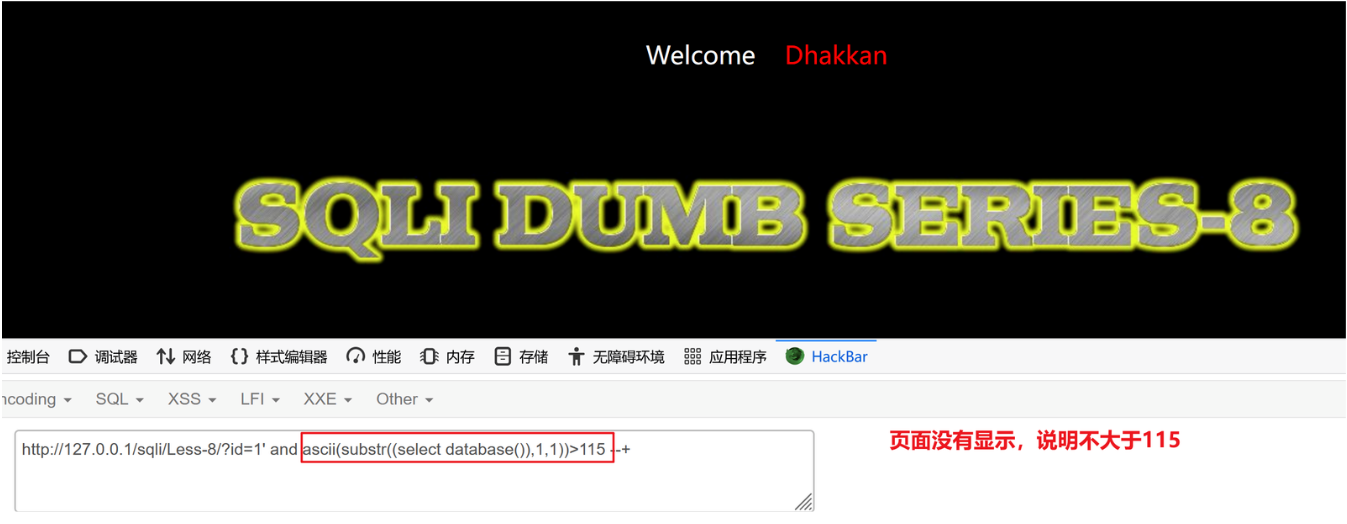 Welcome Dhakkan
SQLI DUMB SERIES-8
控制台 调试器 网络 样式编辑器 性能 内存 存储 无障碍环境 应用程序 HackBar
ncoding SQL XSS LFI XXE Other
http://127.0.0.1/sqli/Less-8/?id=1' and ascii(substr((select database()),1,1))>115 --+
页面没有显示，说明不大于115